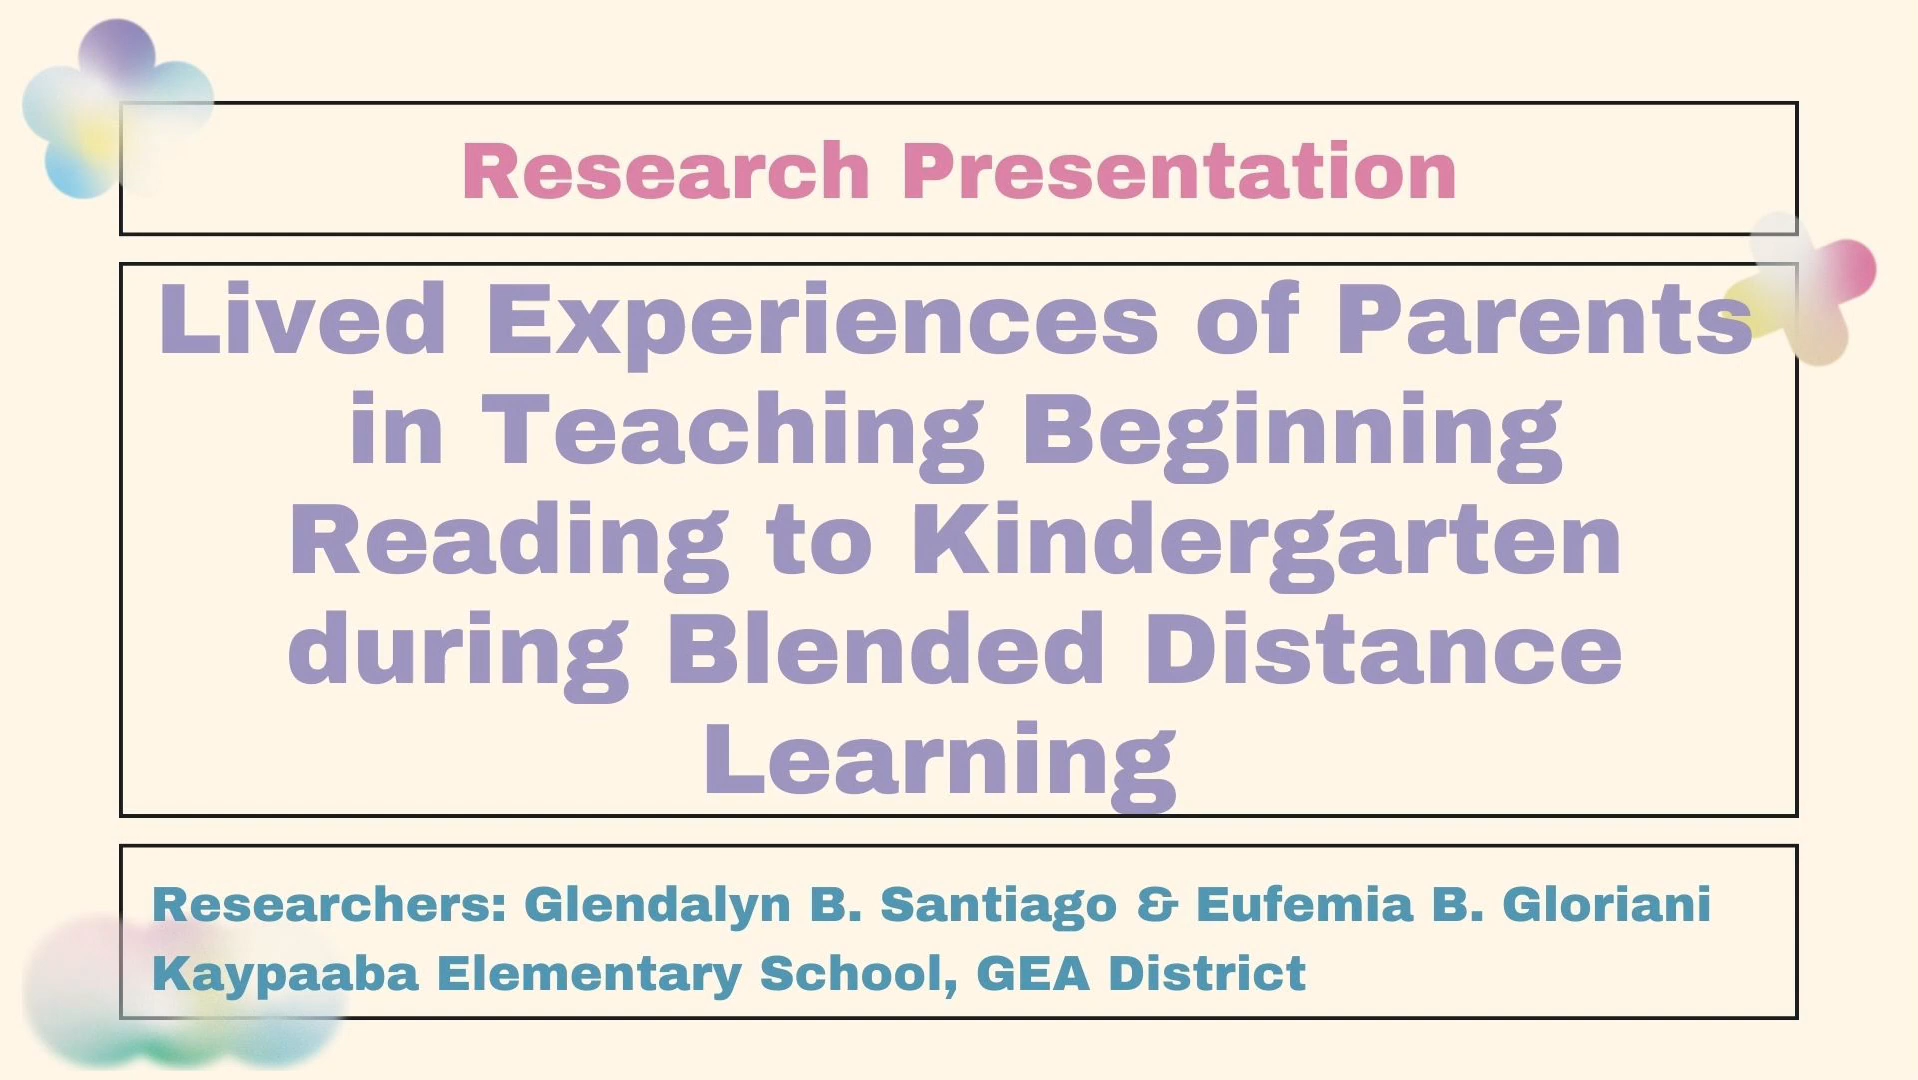 Research Presentation
Lived Experiences of Parents
in Teaching Beginning
Reading to Kindergarten
during Blended Distance
Learning
Researchers: Glendalyn B. Santiago & Eufemia B. Gloriani
Kaypaaba Elementary School, GEA District